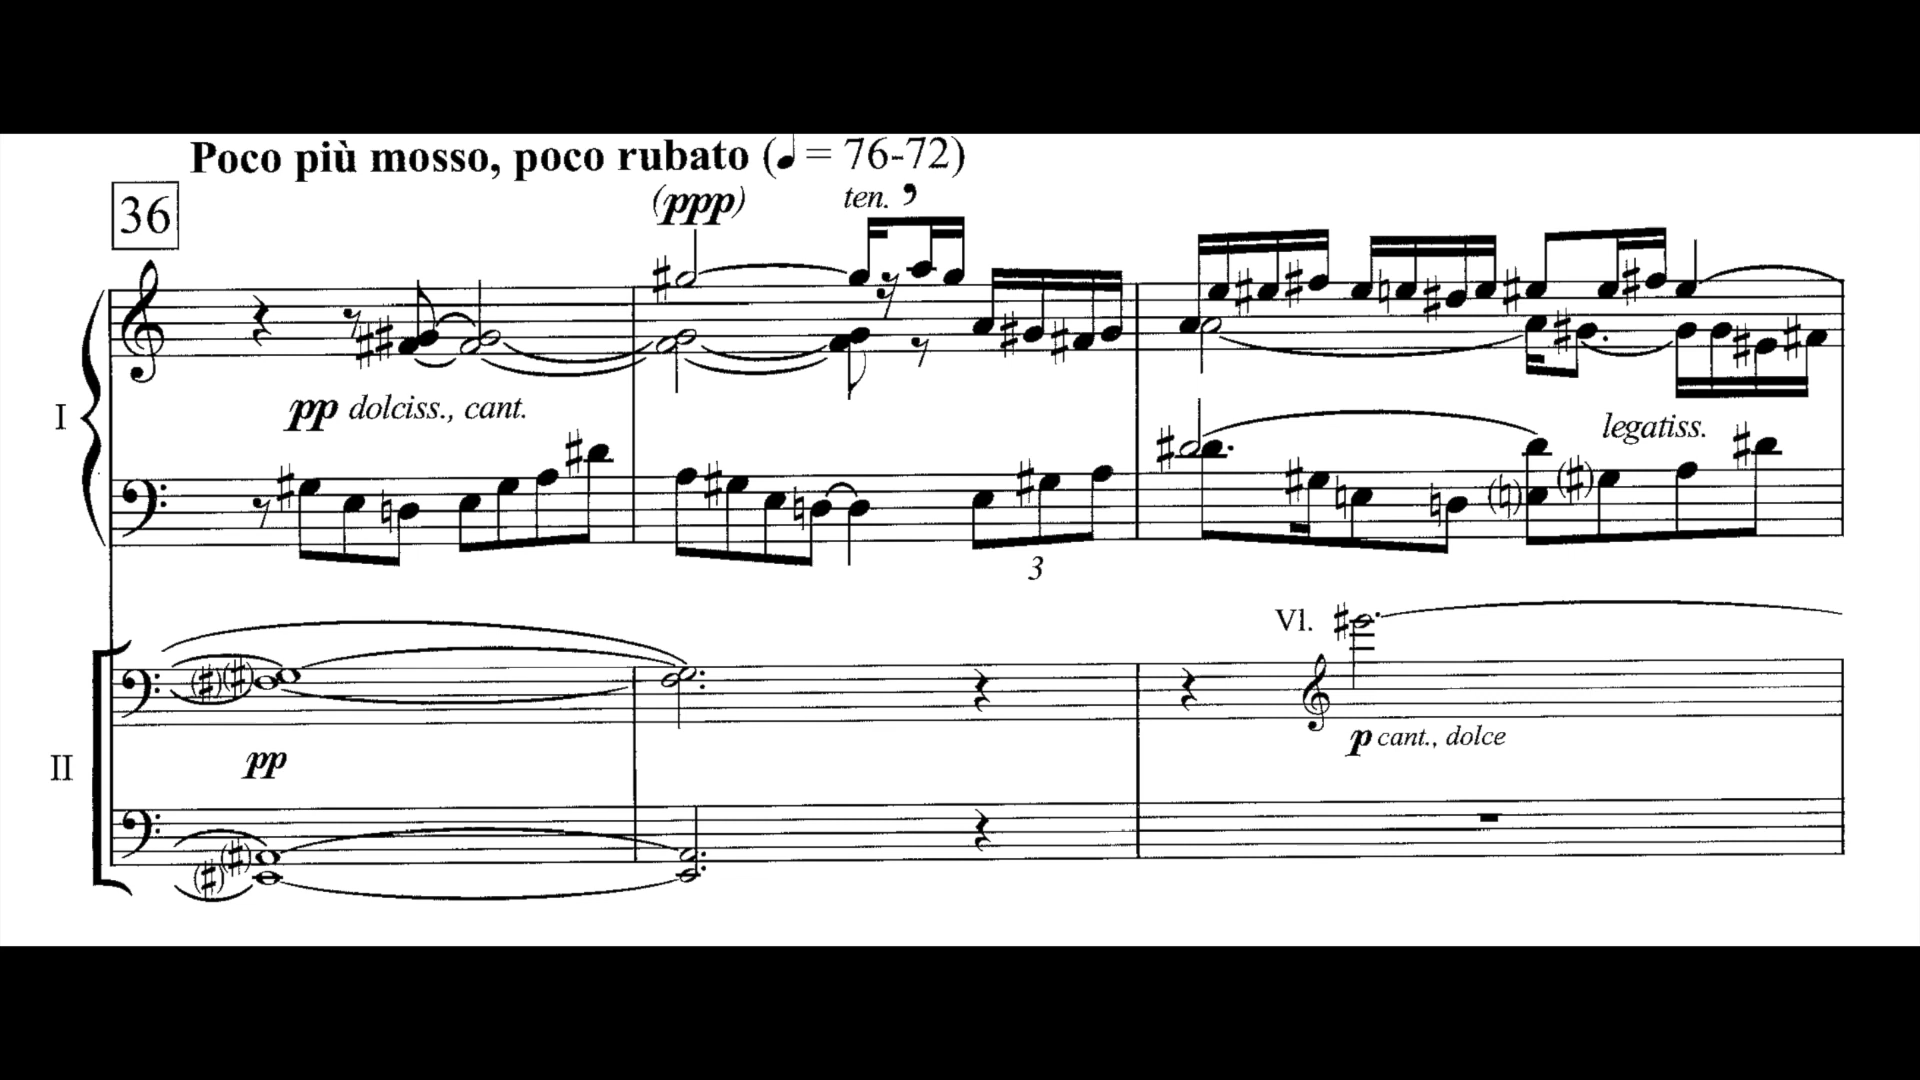 Poco più mosso, poco rubato (♩ = 76-72)
36
(ppp)
ten. ,
I
pp dolciss., cant.
legatiss.
3
Vl.
II
pp
p cant., dolce